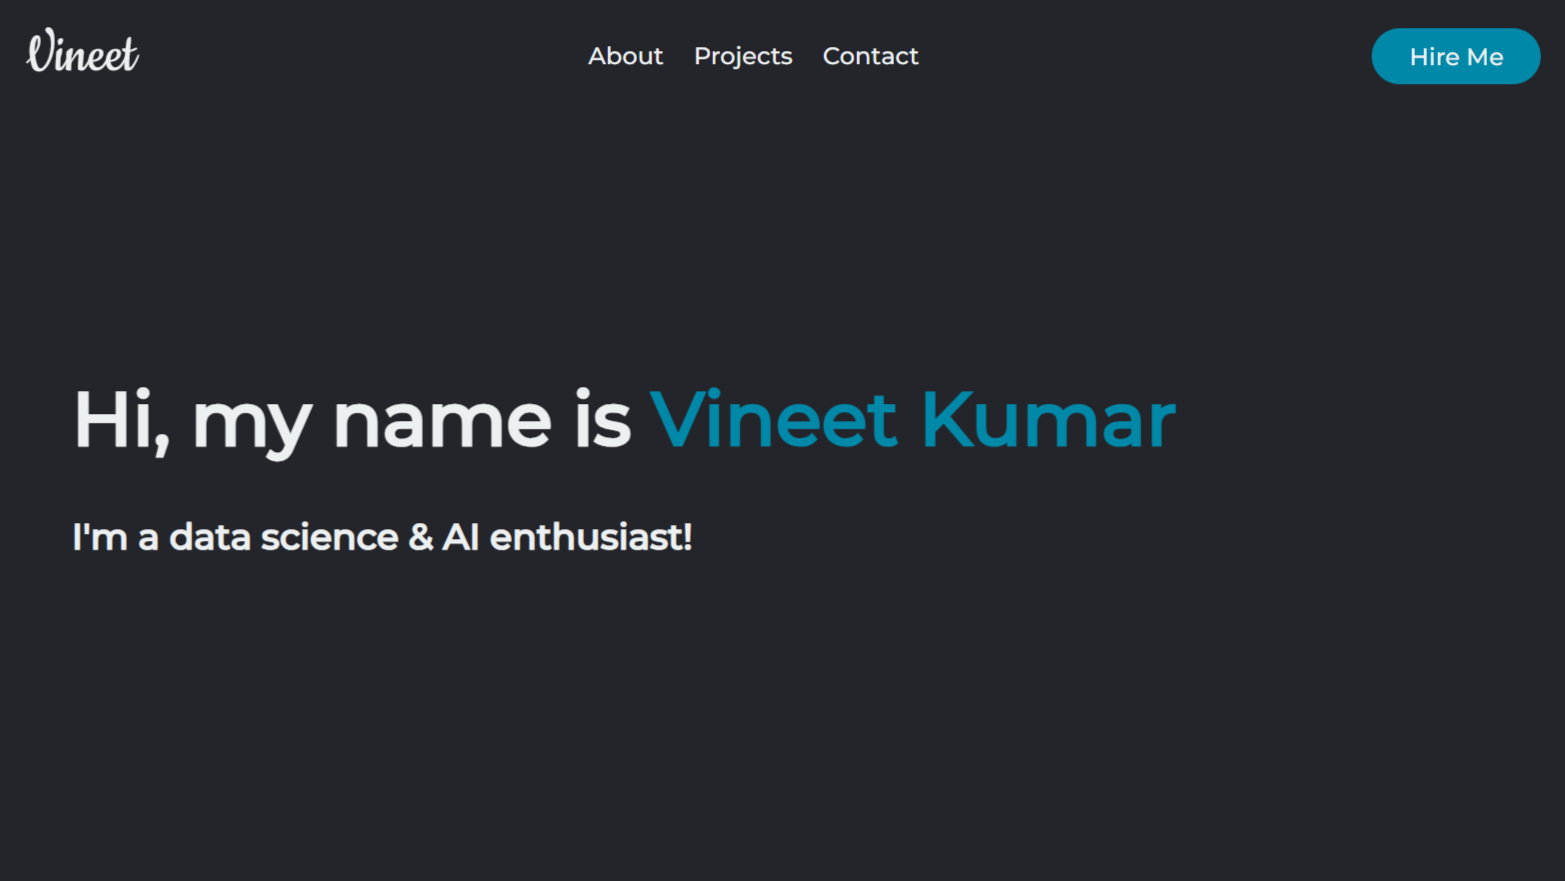 Vineet
About Projects Contact
Hire Me
Hi, my name is Vineet Kumar
I'm a data science & AI enthusiast!